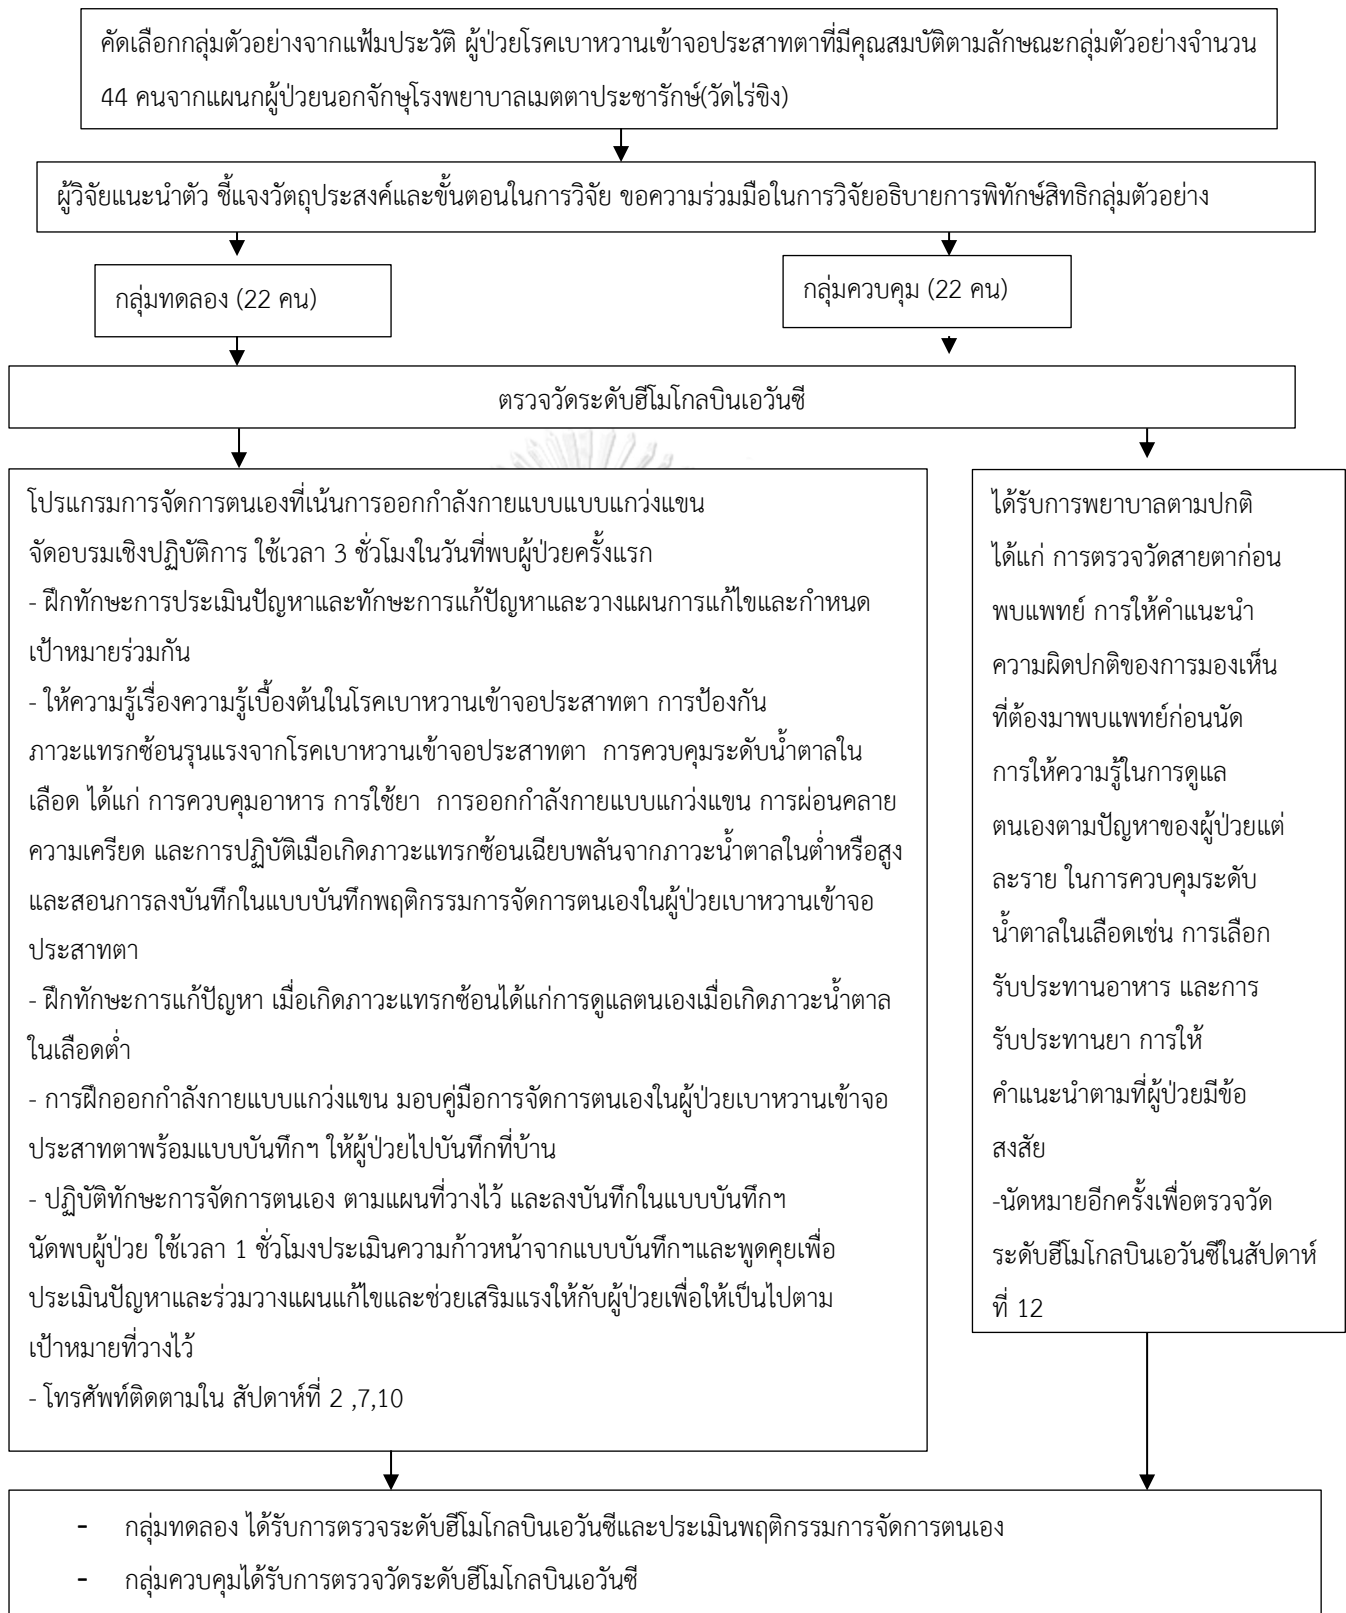 คัดเลือกกลุ่มตัวอย่างจากแฟ้มประวัติ ผู้ป่วยโรคเบาหวานเข้าจอประสาทตาที่มีคุณสมบัติตามลักษณะกลุ่มตัวอย่างจำนวน
44 คนจากแผนกผู้ป่วยนอกจักษุโรงพยาบาลเมตตาประชารักษ์(วัดไร่ขิง)
ผู้วิจัยแนะนำตัว ชี้แจงวัตถุประสงค์และขั้นตอนในการวิจัย ขอความร่วมมือในการวิจัยอธิบายการพิทักษ์สิทธิกลุ่มตัวอย่าง
กลุ่มทดลอง (22 คน)
กลุ่มควบคุม (22 คน)
ตรวจวัดระดับฮีโมโกลบินเอวันซี
โปรแกรมการจัดการตนเองที่เน้นการออกกำลังกายแบบแบบแกว่งแขน
จัดอบรมเชิงปฏิบัติการ ใช้เวลา 3 ชั่วโมงในวันที่พบผู้ป่วยครั้งแรก
- ฝึกทักษะการประเมินปัญหาและทักษะการแก้ปัญหาและวางแผนการแก้ไขและกำหนด
เป้าหมายร่วมกัน
- ให้ความรู้เรื่องความรู้เบื้องต้นในโรคเบาหวานเข้าจอประสาทตา การป้องกัน
ภาวะแทรกซ้อนรุนแรงจากโรคเบาหวานเข้าจอประสาทตา การควบคุมระดับน้ำตาลใน
เลือด ได้แก่ การควบคุมอาหาร การใช้ยา การออกกำลังกายแบบแกว่งแขน การผ่อนคลาย
ความเครียด และการปฏิบัติเมื่อเกิดภาวะแทรกซ้อนเฉียบพลันจากภาวะน้ำตาลในต่ำหรือสูง
และสอนการลงบันทึกในแบบบันทึกพฤติกรรมการจัดการตนเองในผู้ป่วยเบาหวานเข้าจอ
ประสาทตา
- ฝึกทักษะการแก้ปัญหา เมื่อเกิดภาวะแทรกซ้อนได้แก่การดูแลตนเองเมื่อเกิดภาวะน้ำตาล
ในเลือดต่ำ
- การฝึกออกกำลังกายแบบแกว่งแขน มอบคู่มือการจัดการตนเองในผู้ป่วยเบาหวานเข้าจอ
ประสาทตาพร้อมแบบบันทึกฯ ให้ผู้ป่วยไปบันทึกที่บ้าน
- ปฏิบัติทักษะการจัดการตนเอง ตามแผนที่วางไว้ และลงบันทึกในแบบบันทึกฯ
นัดพบผู้ป่วย ใช้เวลา 1 ชั่วโมงประเมินความก้าวหน้าจากแบบบันทึกฯและพูดคุยเพื่อ
ประเมินปัญหาและร่วมวางแผนแก้ไขและช่วยเสริมแรงให้กับผู้ป่วยเพื่อให้เป็นไปตาม
เป้าหมายที่วางไว้
- โทรศัพท์ติดตามใน สัปดาห์ที่ 2 ,7,10
ได้รับการพยาบาลตามปกติ
ได้แก่ การตรวจวัดสายตาก่อน
พบแพทย์ การให้คำแนะนำ
ความผิดปกติของการมองเห็น
ที่ต้องมาพบแพทย์ก่อนนัด
การให้ความรู้ในการดูแล
ตนเองตามปัญหาของผู้ป่วยแต่
ละราย ในการควบคุมระดับ
น้ำตาลในเลือดเช่น การเลือก
รับประทานอาหาร และการ
รับประทานยา การให้
คำแนะนำตามที่ผู้ป่วยมีข้อ
สงสัย
-นัดหมายอีกครั้งเพื่อตรวจวัด
ระดับฮีโมโกลบินเอวันซีในสัปดาห์
ที่ 12
- กลุ่มทดลอง ได้รับการตรวจระดับฮีโมโกลบินเอวันซีและประเมินพฤติกรรมการจัดการตนเอง
- กลุ่มควบคุมได้รับการตรวจวัดระดับฮีโมโกลบินเอวันซี